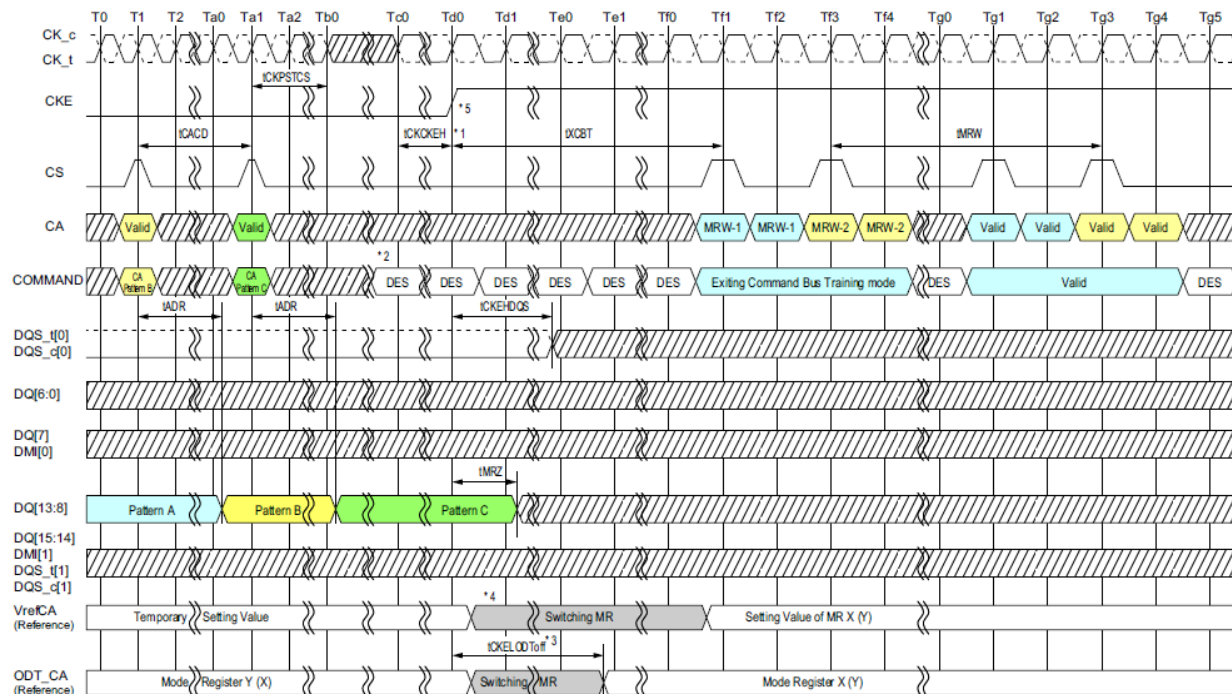 T0 T1 T2 Ta0 Ta1 Ta2 Tb0 Tc0 Td0 Td1 Te0 Te1 Tf0 Tf1 Tf2 Tf3 Tf4 Tg0 Tg1 Tg2 Tg3 Tg4 Tg5
CK_c
CK_t
tCKPSTCS
CKE
* 5
tCACD tCKCKEH * 1 tXCBT tMRW
CS
CA Valid Valid MRW-1 MRW-1 MRW-2 MRW-2 Valid Valid Valid Valid
* 2
COMMAND CA Pattern B CA Pattern C DES DES DES DES DES DES Exiting Command Bus Training mode DES Valid DES
tADR tADR tCKEHDQS
DQS_t[0]
DQS_c[0]
DQ[6:0]
DQ[7]
DMI[0]
tMRZ
DQ[13:8] Pattern A Pattern B Pattern C
DQ[15:14]
DMI[1]
DQS_t[1]
DQS_c[1]
* 4
VrefCA Temporary Setting Value Switching MR Setting Value of MR X (Y)
(Reference)
tCKELODToff * 3
ODT_CA Mode Register Y (X) Switching MR Mode Register X (Y)
(Reference)